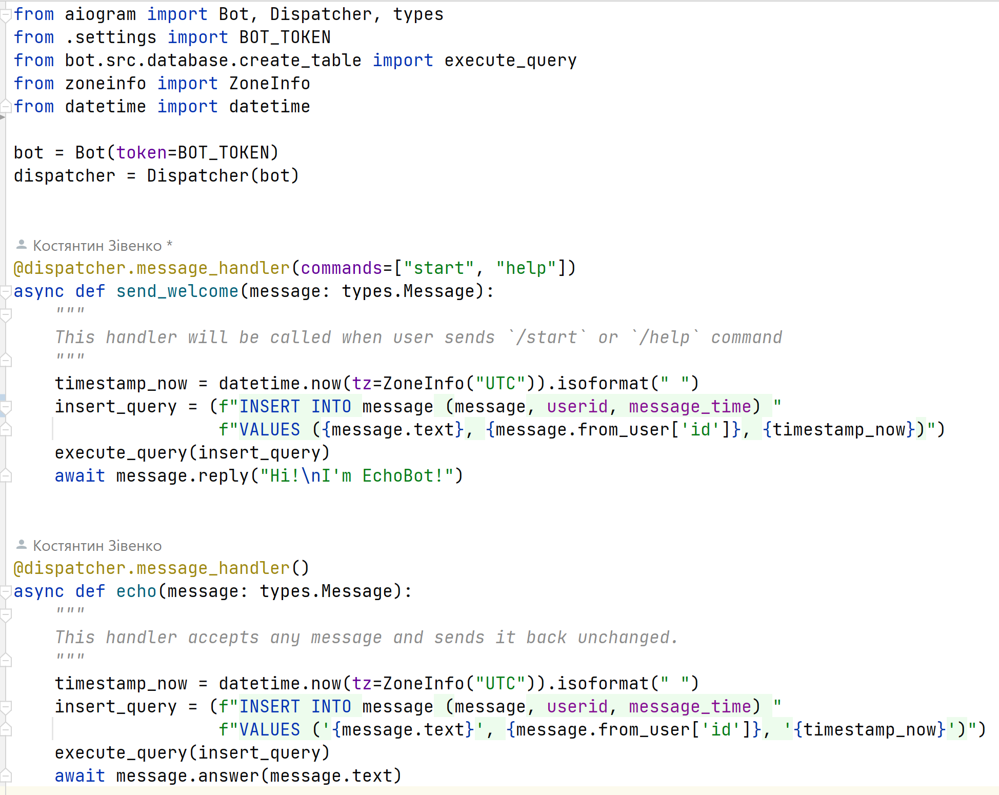 from aiogram import Bot, Dispatcher, types
from .settings import BOT_TOKEN
from bot.src.database.create_table import execute_query
from zoneinfo import ZoneInfo
from datetime import datetime

bot = Bot(token=BOT_TOKEN)
dispatcher = Dispatcher(bot)

Костянтин Зівенко *
@dispatcher.message_handler(commands=["start", "help"])
async def send_welcome(message: types.Message):
    """
    This handler will be called when user sends `/start` or `/help` command
    """
    timestamp_now = datetime.now(tz=ZoneInfo("UTC")).isoformat(" ")
    insert_query = (f"INSERT INTO message (message, userid, message_time) "
                    f"VALUES ({message.text}, {message.from_user['id']}, {timestamp_now})")
    execute_query(insert_query)
    await message.reply("Hi!\nI'm EchoBot!")

Костянтин Зівенко
@dispatcher.message_handler()
async def echo(message: types.Message):
    """
    This handler accepts any message and sends it back unchanged.
    """
    timestamp_now = datetime.now(tz=ZoneInfo("UTC")).isoformat(" ")
    insert_query = (f"INSERT INTO message (message, userid, message_time) "
                    f"VALUES ('{message.text}', {message.from_user['id']}, '{timestamp_now}')")
    execute_query(insert_query)
    await message.answer(message.text)